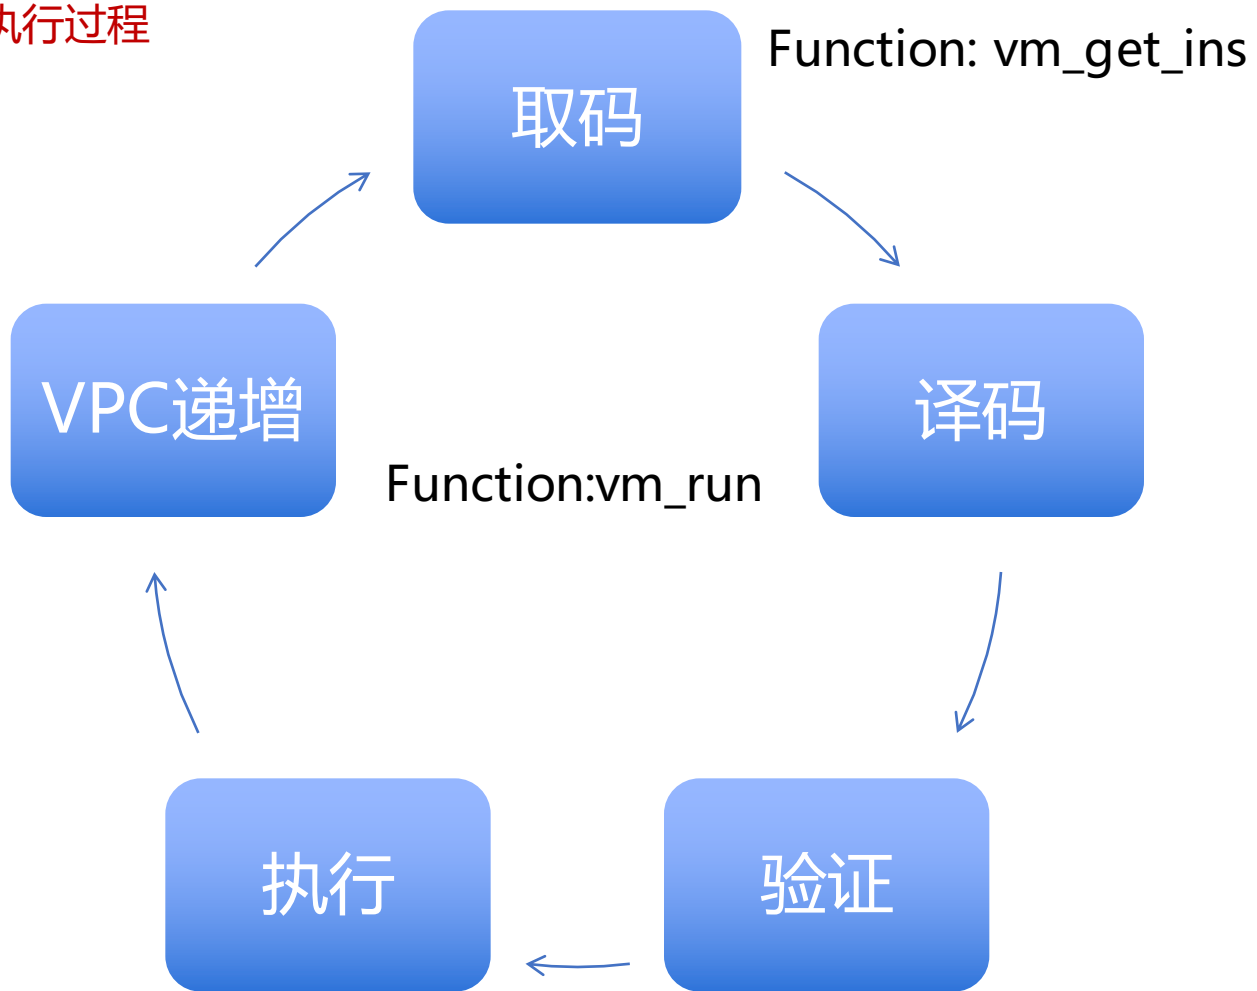 执行过程
取码
Function: vm_get_ins
VPC递增
译码
Function:vm_run
执行
验证